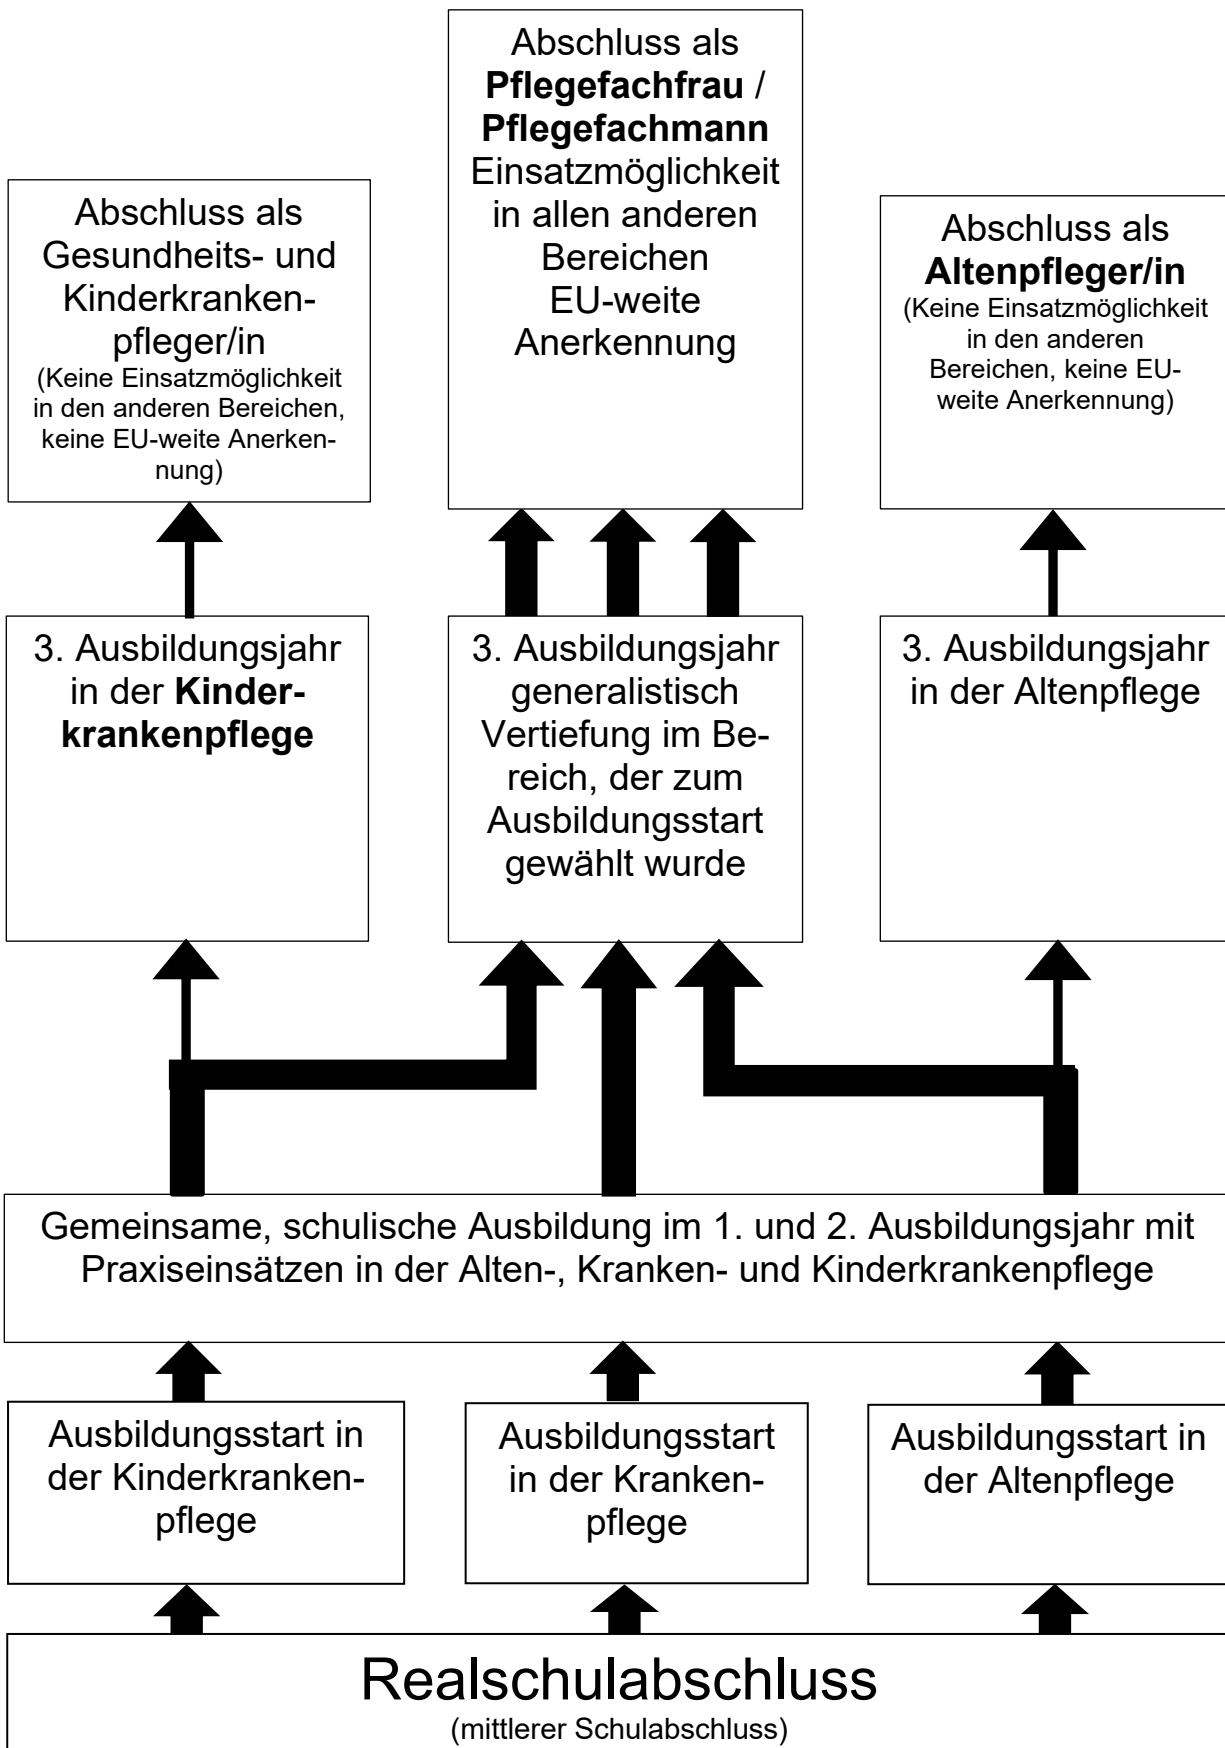 Abschluss als
Pflegefachfrau /
Pflegefachmann
Einsatzmöglichkeit
in allen anderen
Bereichen
EU-weite
Anerkennung
Abschluss als
Gesundheits- und
Kinderkranken-
pfleger/in
(Keine Einsatzmöglichkeit
in den anderen Bereichen,
keine EU-weite Anerken-
nung)
Abschluss als
Altenpfleger/in
(Keine Einsatzmöglichkeit
in den anderen
Bereichen, keine EU-
weite Anerkennung)
3. Ausbildungsjahr
in der Kinder-
krankenpflege
3. Ausbildungsjahr
generalistisch
Vertiefung im Be-
reich, der zum
Ausbildungsstart
gewählt wurde
3. Ausbildungsjahr
in der Altenpflege
Gemeinsame, schulische Ausbildung im 1. und 2. Ausbildungsjahr mit
Praxiseinsätzen in der Alten-, Kranken- und Kinderkrankenpflege
Ausbildungsstart in
der Kinderkranken-
pflege
Ausbildungsstart
in der Kranken-
pflege
Ausbildungsstart in
der Altenpflege
Realschulabschluss
(mittlerer Schulabschluss)